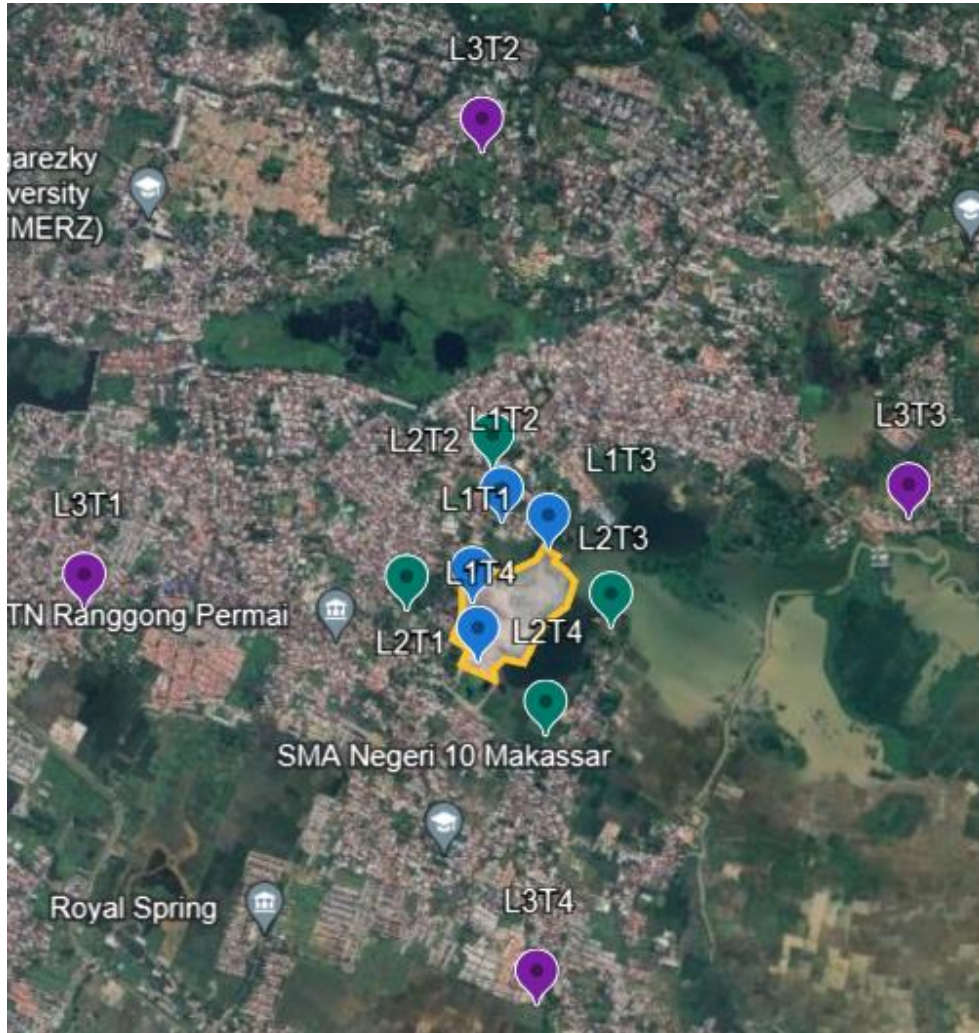 L3T2
garezky
versity
MERZ)
L1T2
L2T2
L1T3
L3T3
L1T1
L3T1
L2T3
L1T4
TN Ranggong Permai
L2T1
L2T4
SMA Negeri 10 Makassar
Royal Spring
L3T4